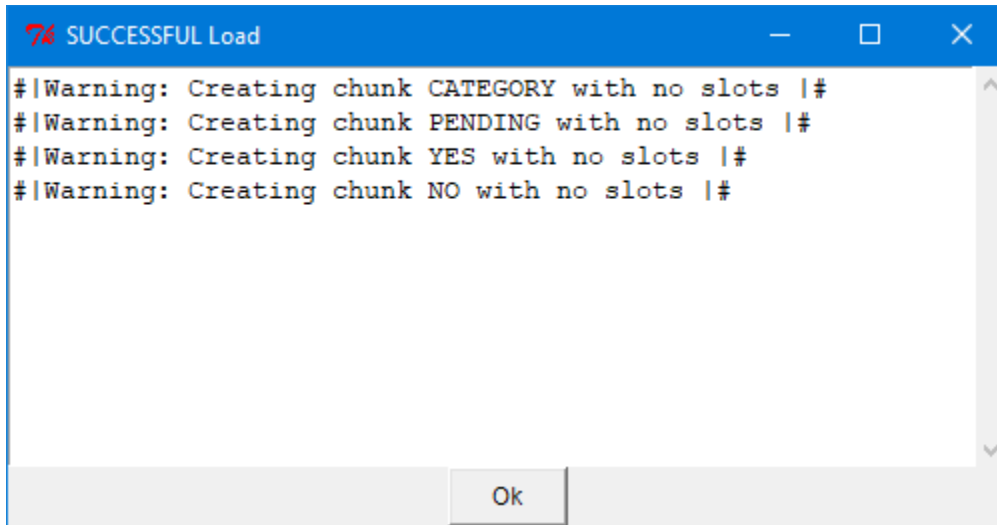 SUCCESSFUL Load
#|Warning: Creating chunk CATEGORY with no slots |#
#|Warning: Creating chunk PENDING with no slots |#
#|Warning: Creating chunk YES with no slots |#
#|Warning: Creating chunk NO with no slots |#
Ok